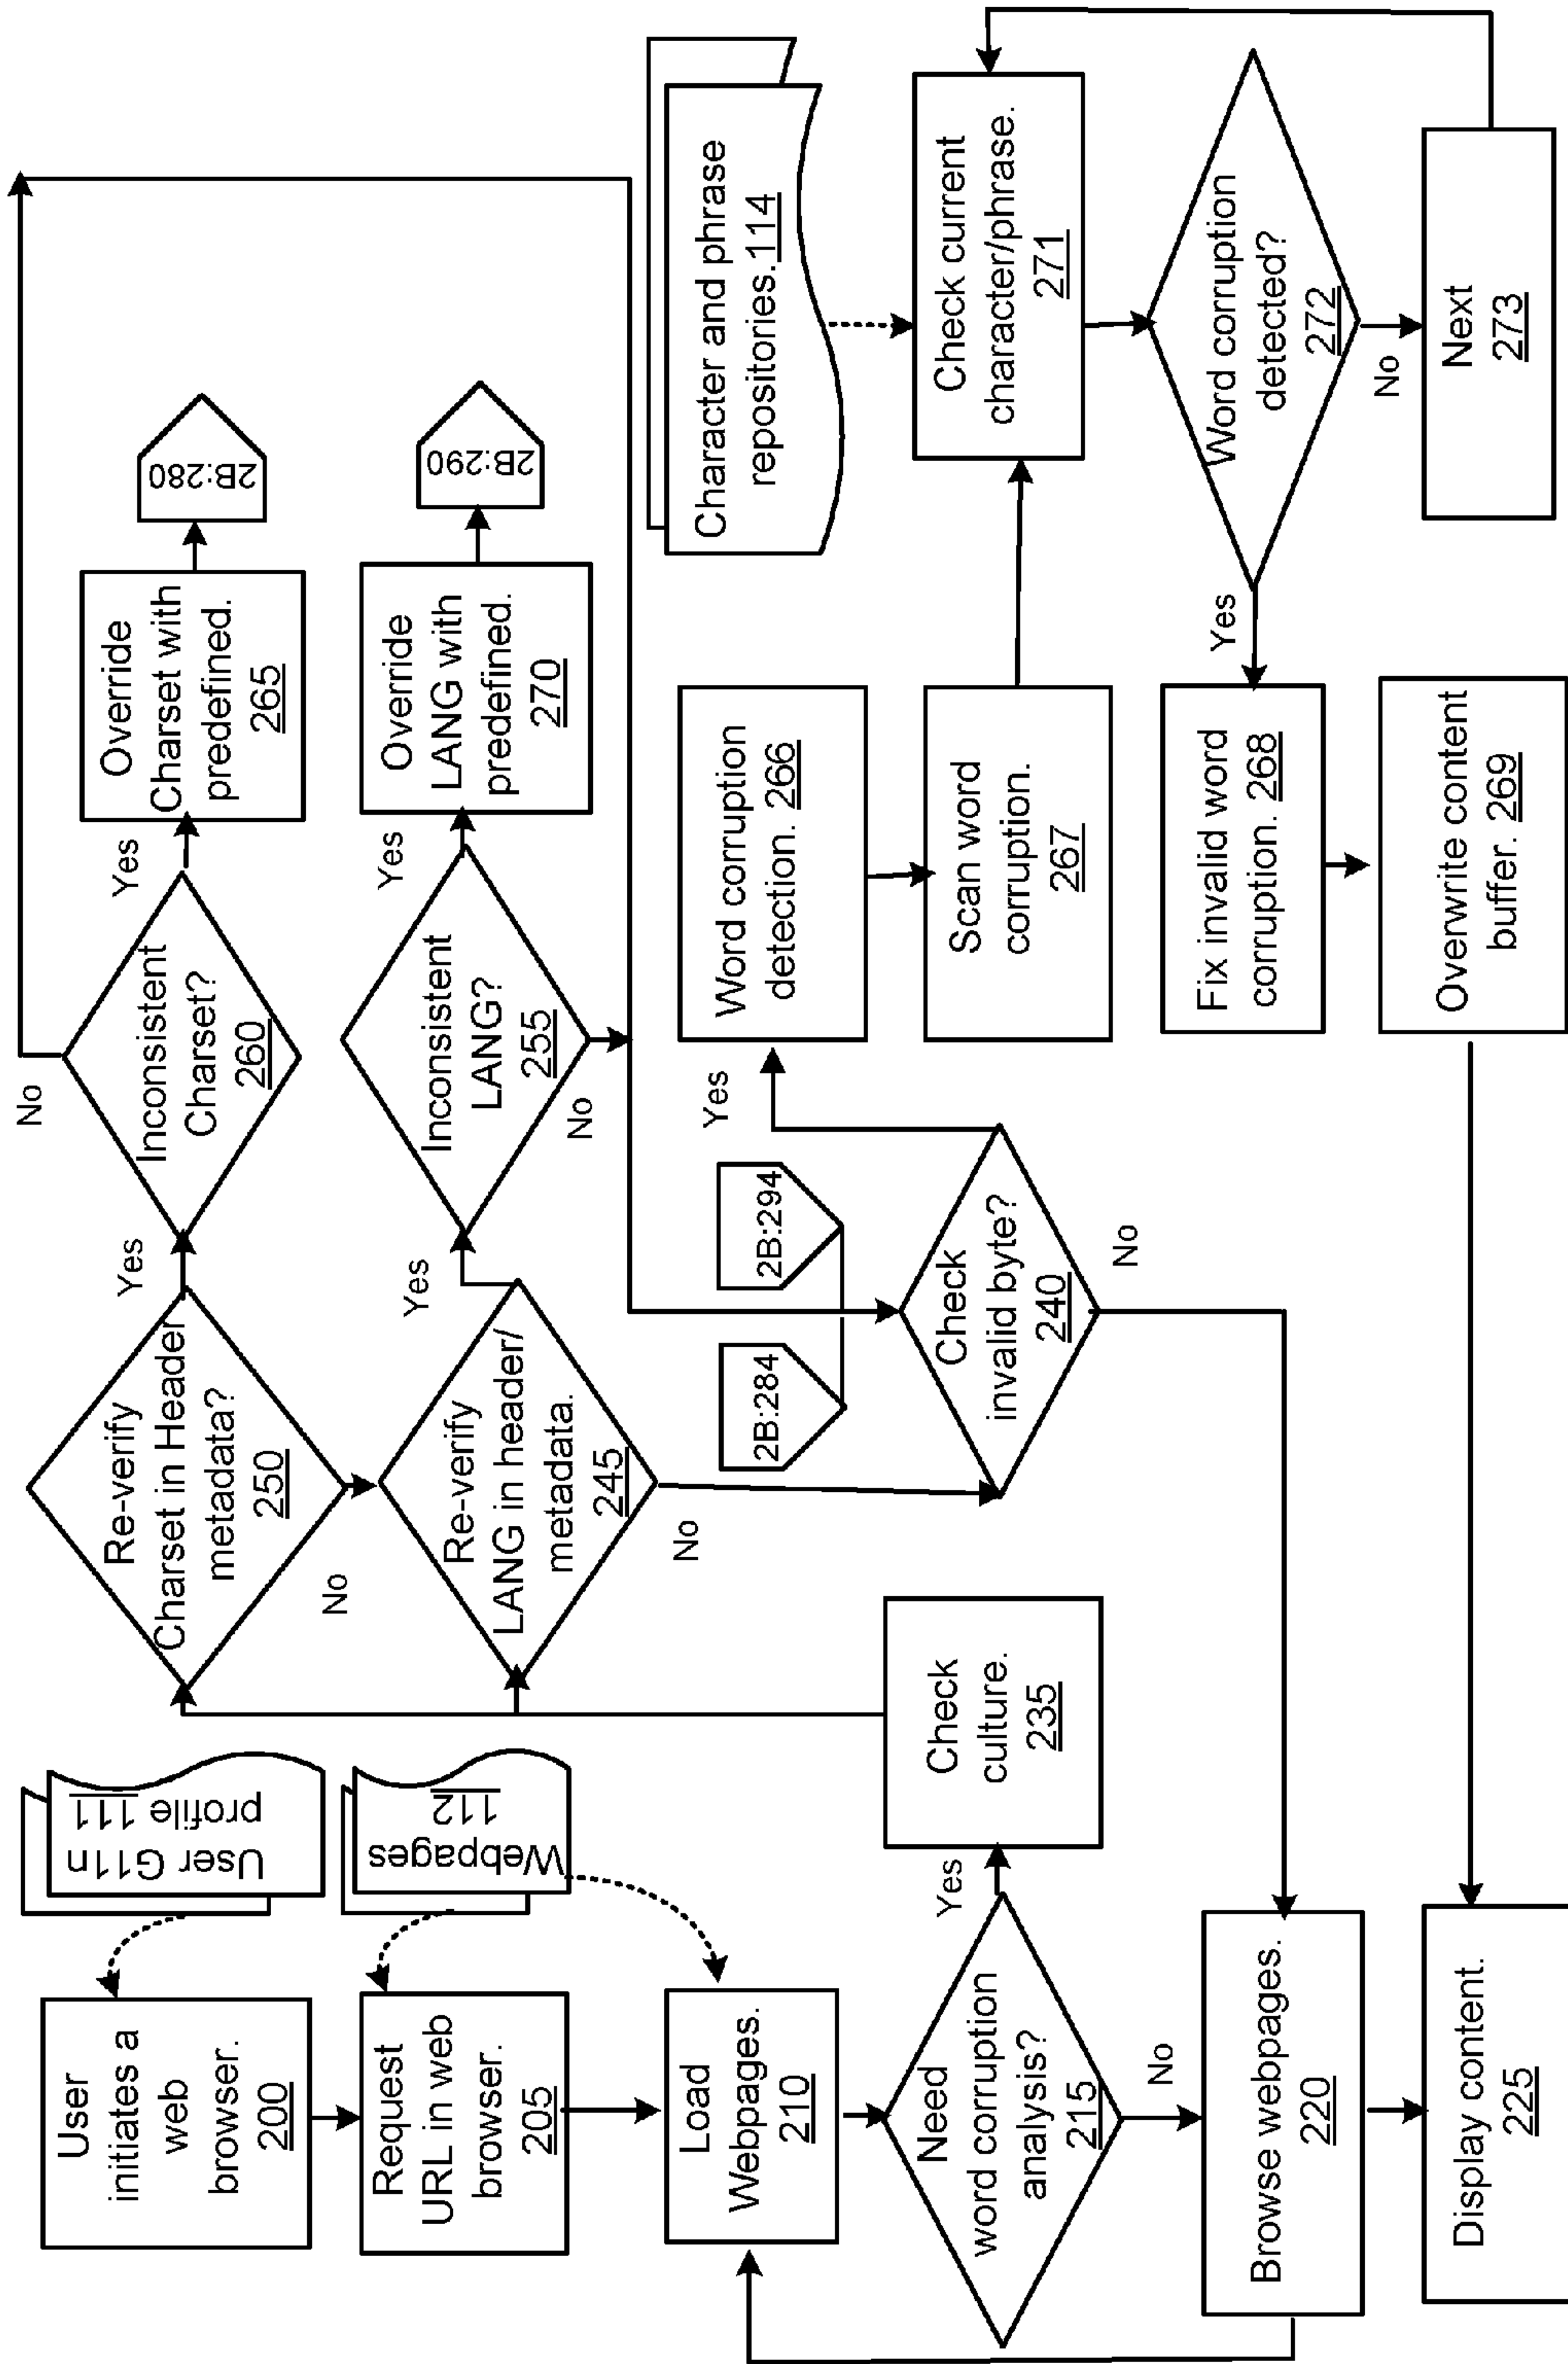 User
initiates a
web
browser.
200
User G11n
profile 111
Request
URL in web
browser.
205
Webpages
112
Load
Webpages.
210
Need
word corruption
analysis?
215
Yes
No
Check
culture.
235
Browse webpages.
220
Display content.
225
Re-verify
Charset in Header
metadata?
250
Yes
No
Re-verify
LANG in header/
metadata.
245
Yes
No
Inconsistent
Charset?
260
No
Yes
Inconsistent
LANG?
255
Yes
No
Override
Charset with
predefined.
265
2B:280
Override
LANG with
predefined.
270
2B:290
2B:284
2B:294
Check
invalid byte?
240
Yes
No
Word corruption
detection. 266
Scan word
corruption.
267
Character and phrase
repositories.114
Check current
character/phrase.
271
Word corruption
detected?
272
Yes
No
Next
273
Fix invalid word
corruption. 268
Overwrite content
buffer. 269